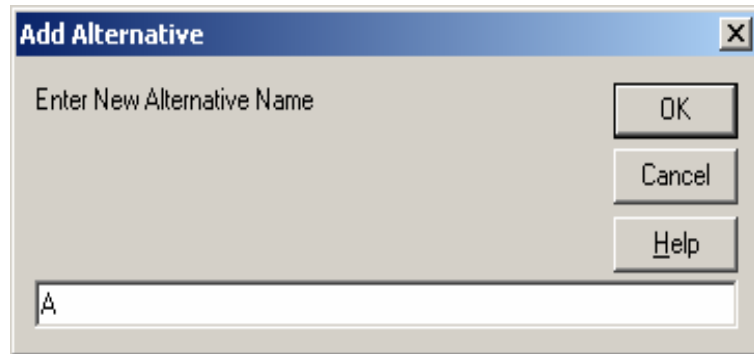 Add Alternative
Enter New Alternative Name
OK
Cancel
Help
A